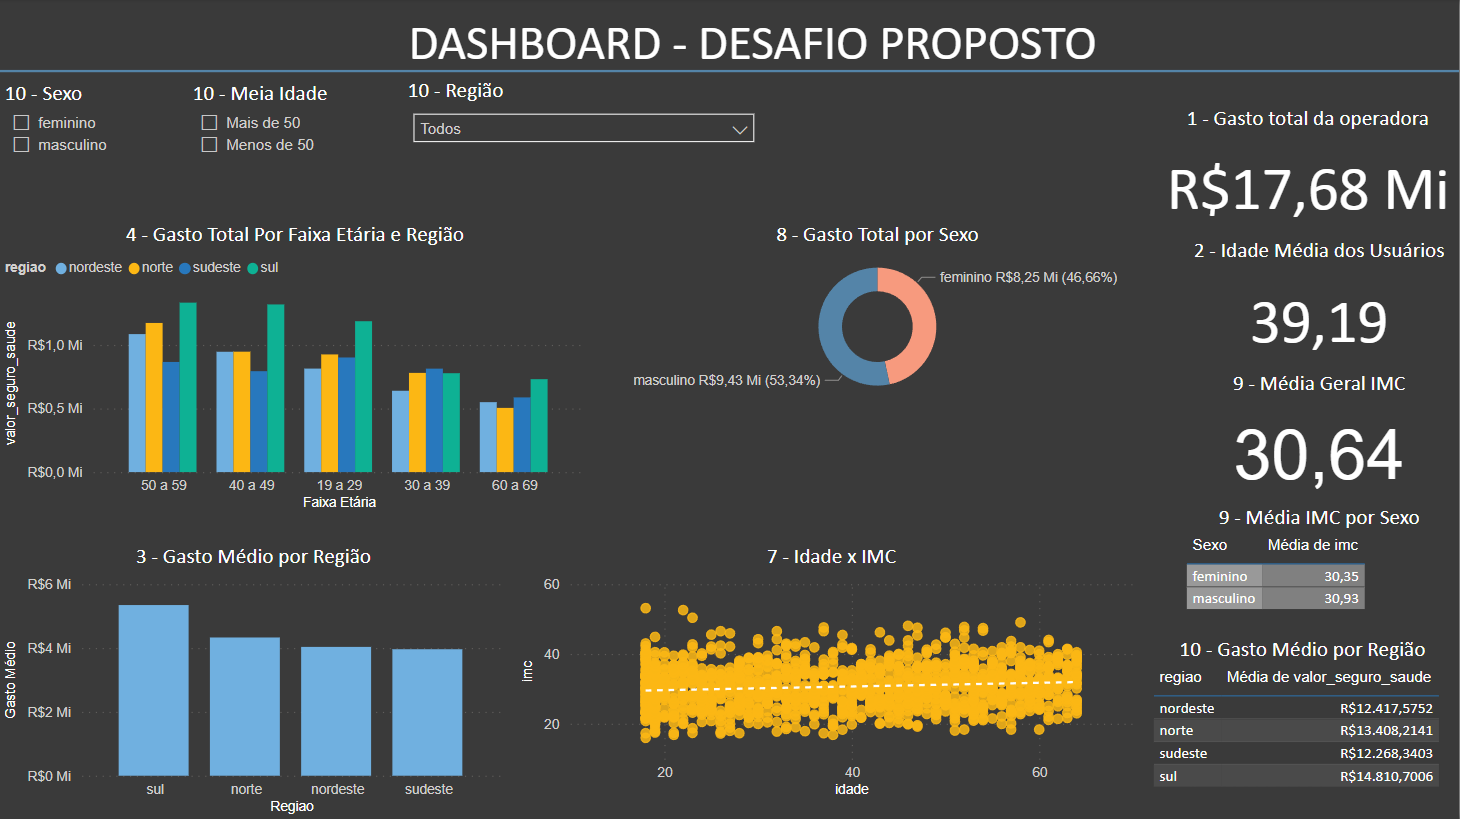 DASHBOARD - DESAFIO PROPOSTO
10 - Sexo
feminino
masculino
10 - Meia Idade
Mais de 50
Menos de 50
10 - Região
Todos
1 - Gasto total da operadora
R$17,68 Mi
2 - Idade Média dos Usuários
39,19
9 - Média Geral IMC
30,64
9 - Média IMC por Sexo
Sexo Média de imc
feminino 30,35
masculino 30,93
10 - Gasto Médio por Região
regiao Média de valor_seguro_saude
nordeste R$12.417,5752
norte R$13.408,2141
sudeste R$12.268,3403
sul R$14.810,7006
4 - Gasto Total Por Faixa Etária e Região
regiao nordeste norte sudeste sul
valor_seguro_saude
R$1,0 Mi
R$0,5 Mi
R$0,0 Mi
50 a 59 40 a 49 19 a 29 30 a 39 60 a 69
Faixa Etária
8 - Gasto Total por Sexo
feminino R$8,25 Mi (46,66%)
masculino R$9,43 Mi (53,34%)
3 - Gasto Médio por Região
Gasto Médio
R$6 Mi
R$4 Mi
R$2 Mi
R$0 Mi
sul norte nordeste sudeste
Regiao
7 - Idade x IMC
imc
60
40
20
20 40 60
idade